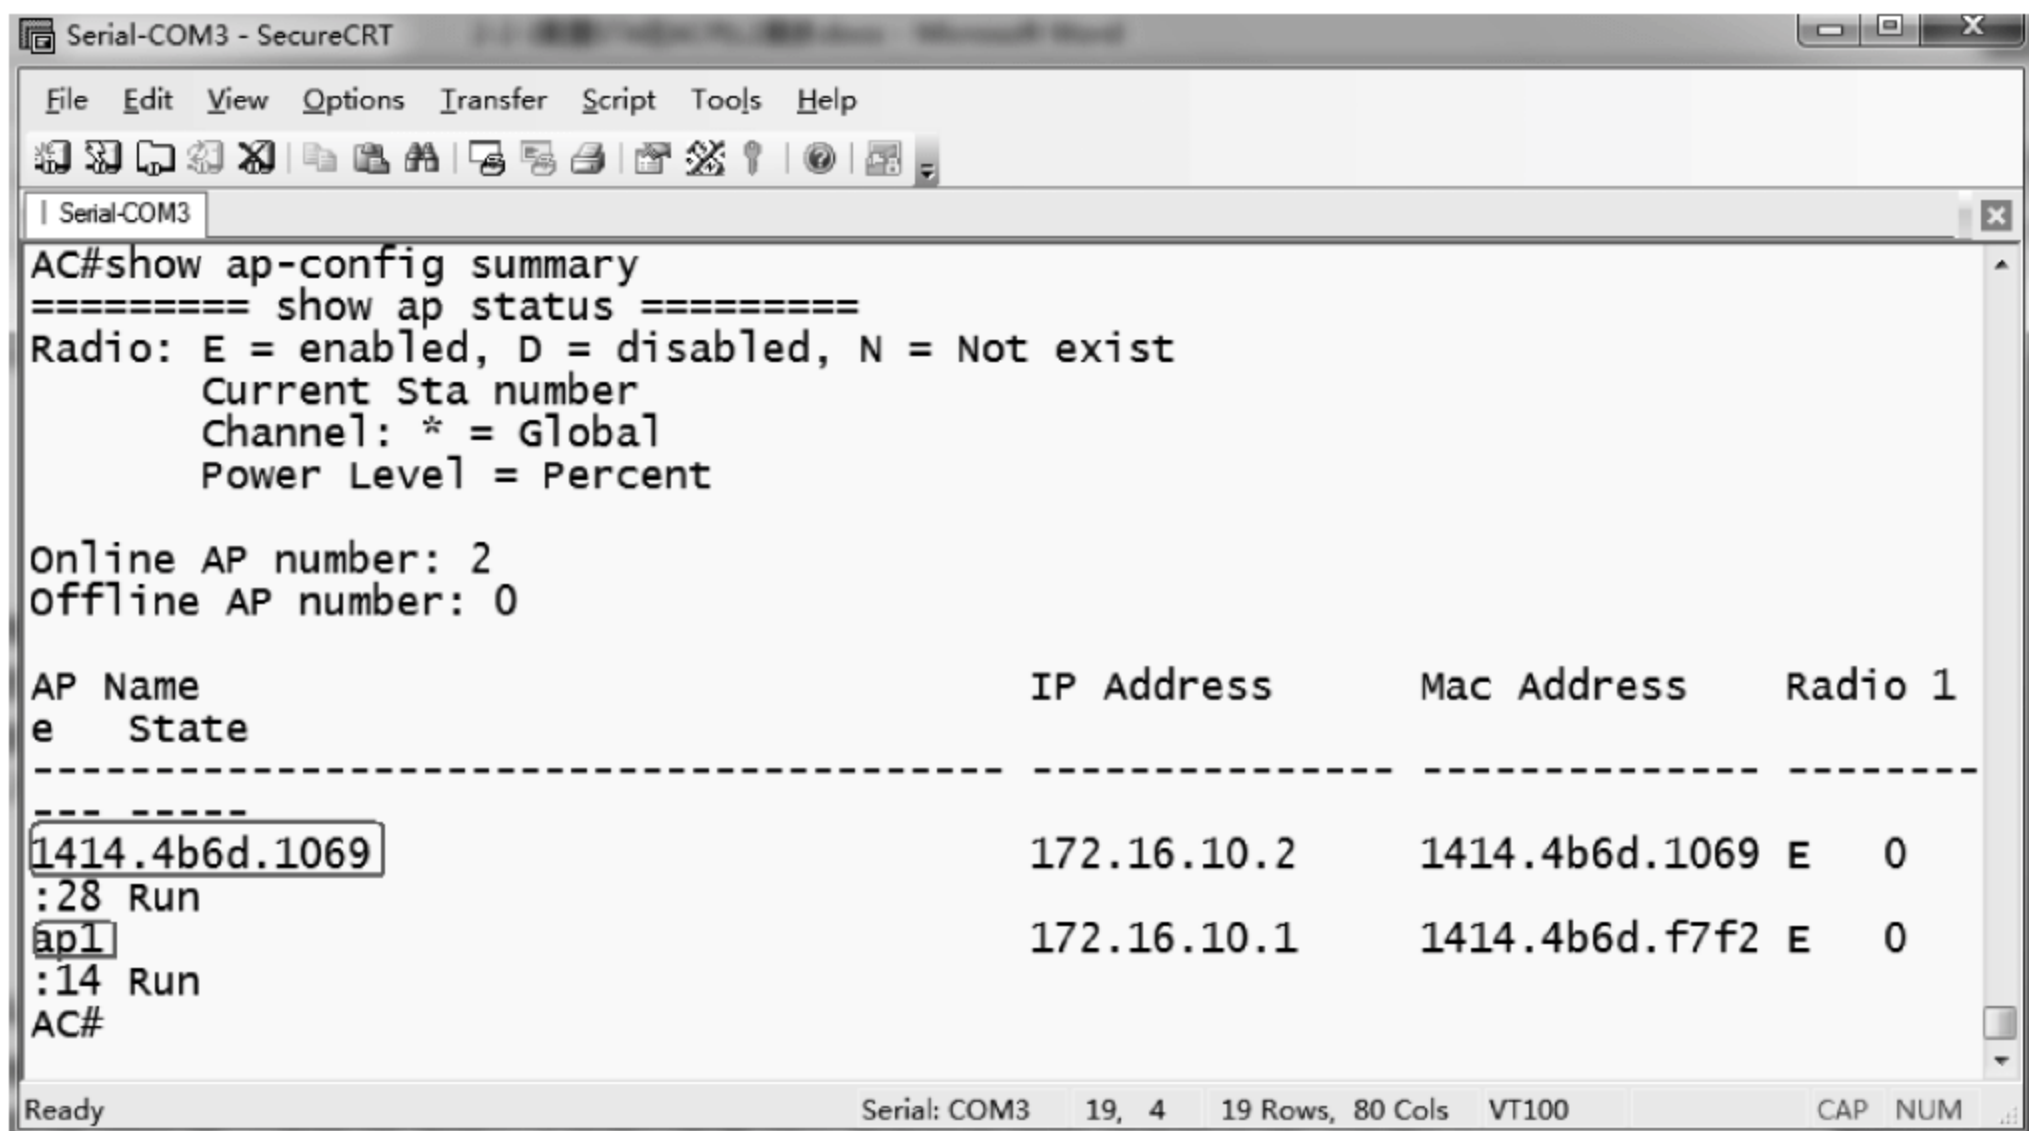 Serial-COM3 - SecureCRT
File Edit View Options Transfer Script Tools Help
Serial-COM3
AC#show ap-config summary
========= show ap status =========
Radio: E = enabled, D = disabled, N = Not exist
Current Sta number
Channel: * = Global
Power Level = Percent
Online AP number: 2
Offline AP number: 0
AP Name IP Address Mac Address Radio 1
e State
---------------------------------------- --------------- -------------- --------
--- -----
1414.4b6d.1069 172.16.10.2 1414.4b6d.1069 E 0
:28 Run
ap1 172.16.10.1 1414.4b6d.f7f2 E 0
:14 Run
AC#
Ready Serial: COM3 19, 4 19 Rows, 80 Cols VT100 CAP NUM